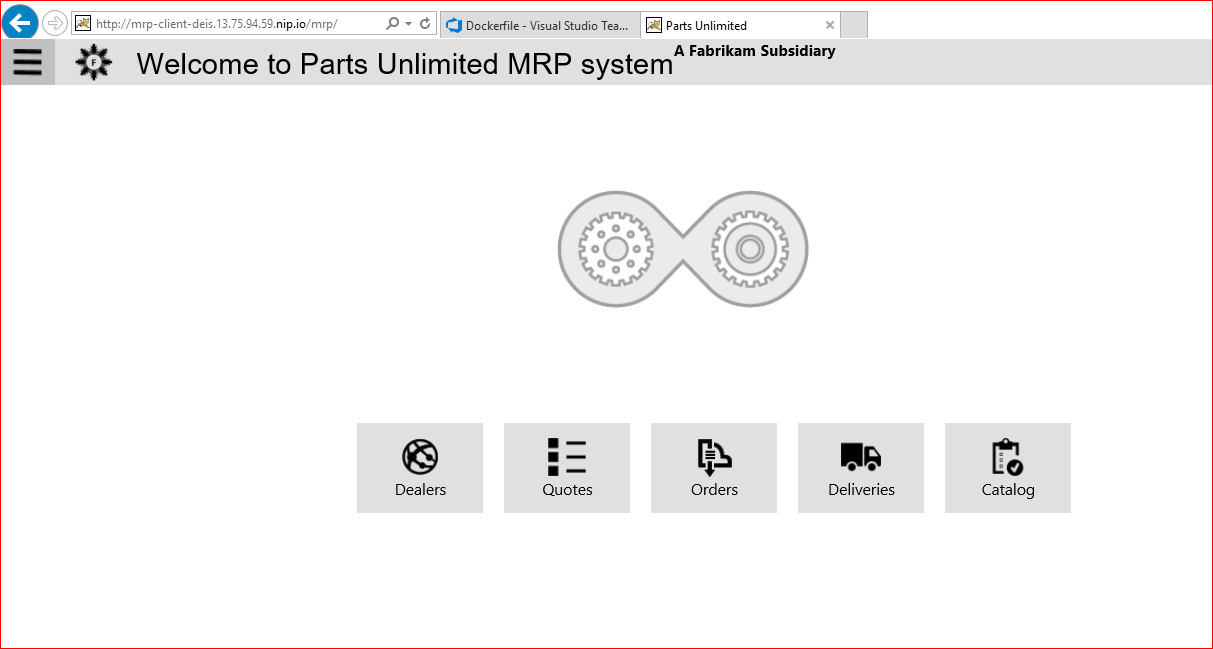 http://mrp-client-deis.13.75.94.59.nip.io/mrp/
Dockerfile - Visual Studio Tea...
Parts Unlimited
F
Welcome to Parts Unlimited MRP system
A Fabrikam Subsidiary
Dealers
Quotes
Orders
Deliveries
Catalog